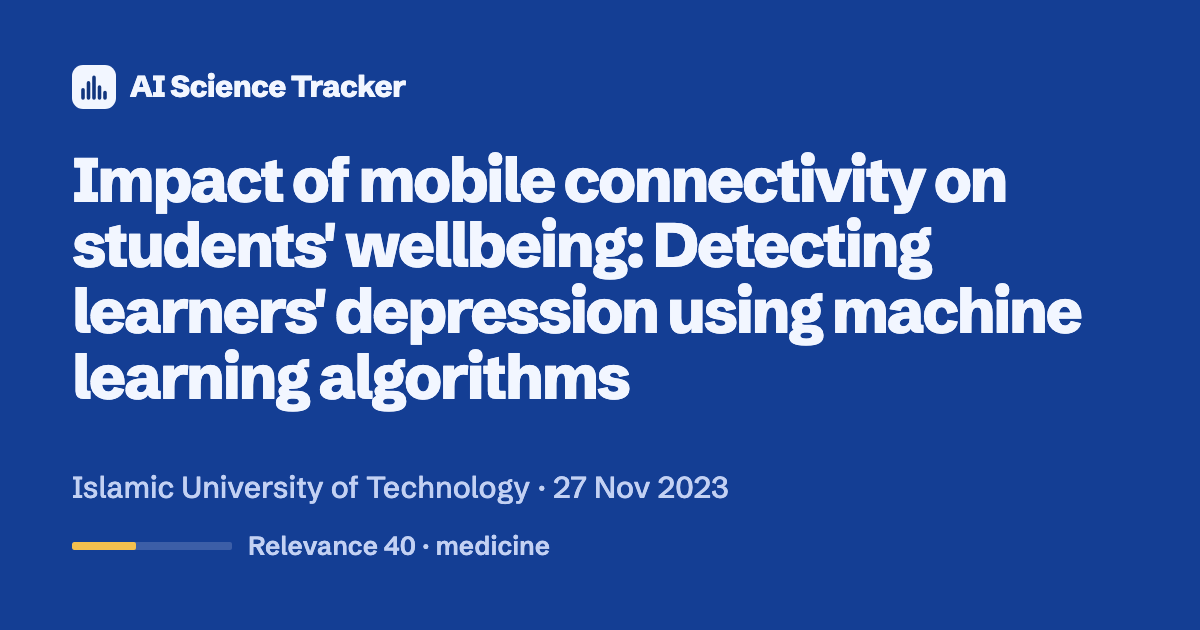 AI Science Tracker
Impact of mobile connectivity on
students' wellbeing: Detecting
learners' depression using machine
learning algorithms
Islamic University of Technology · 27 Nov 2023
Relevance 40 · medicine